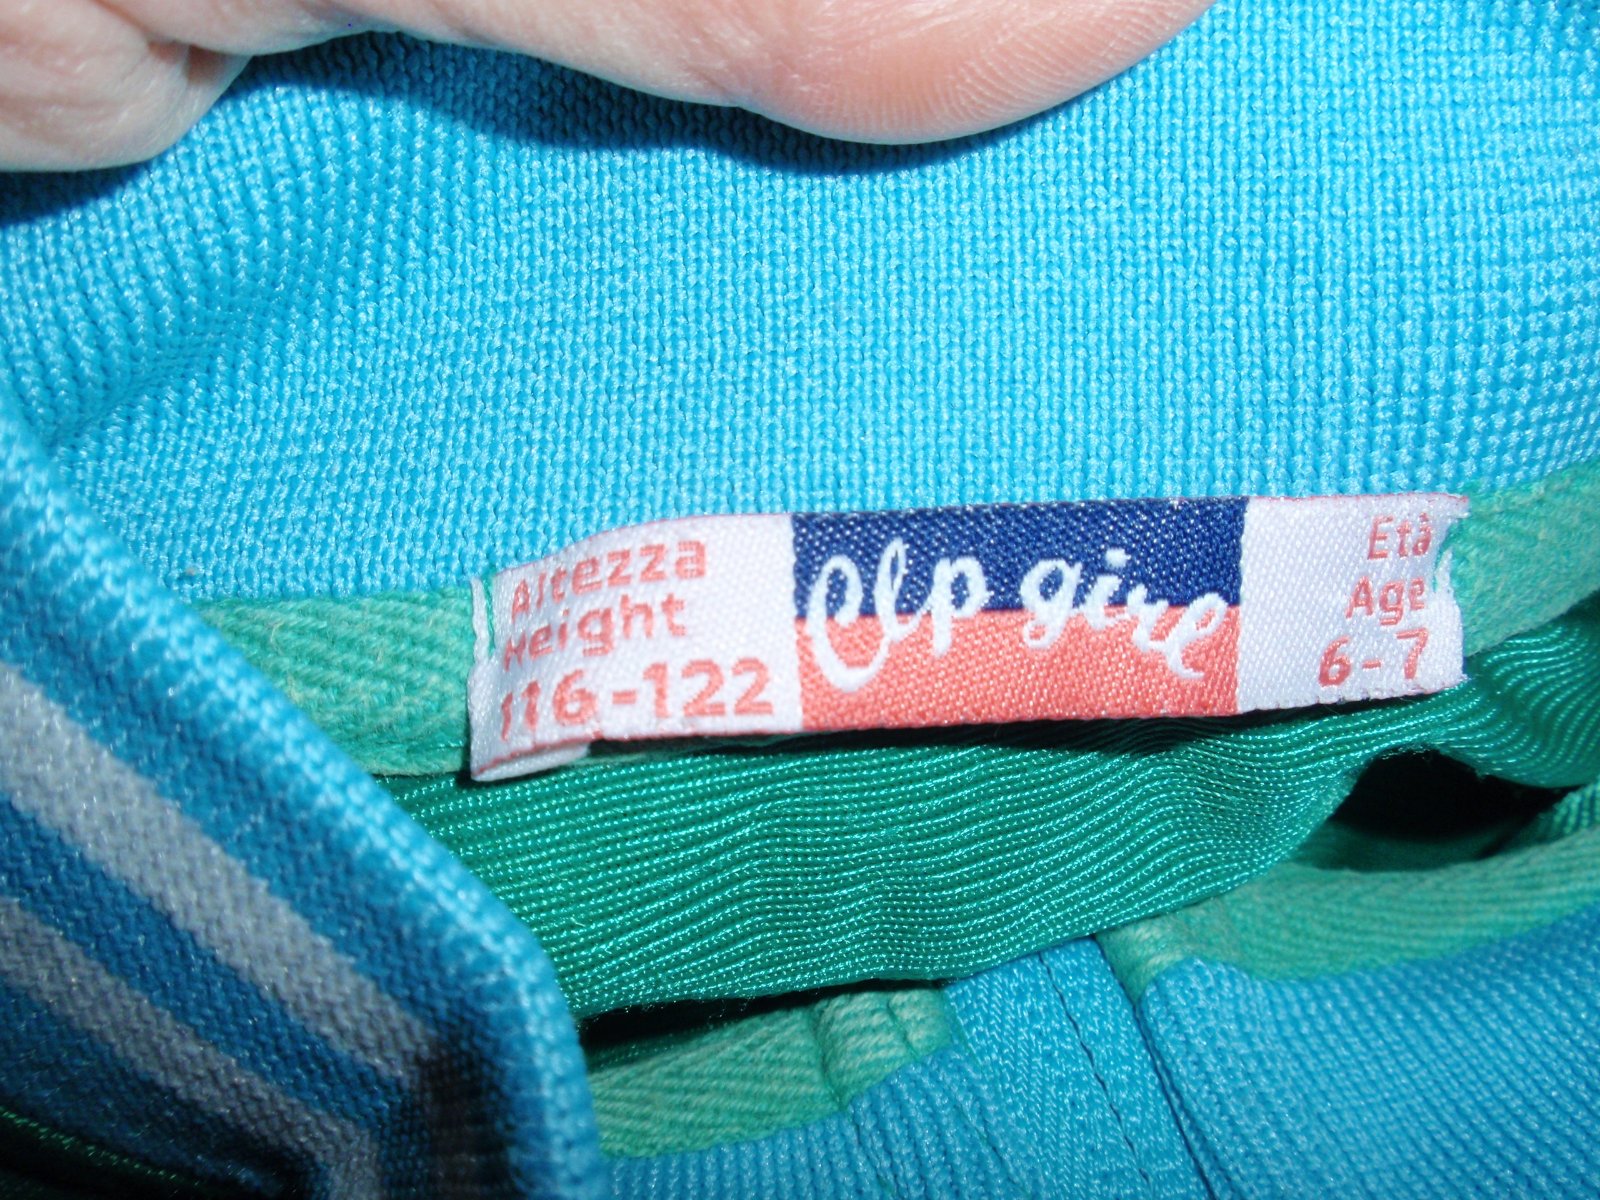 Altezza
Height
116-122
Clp girl
Età
Age
6-7